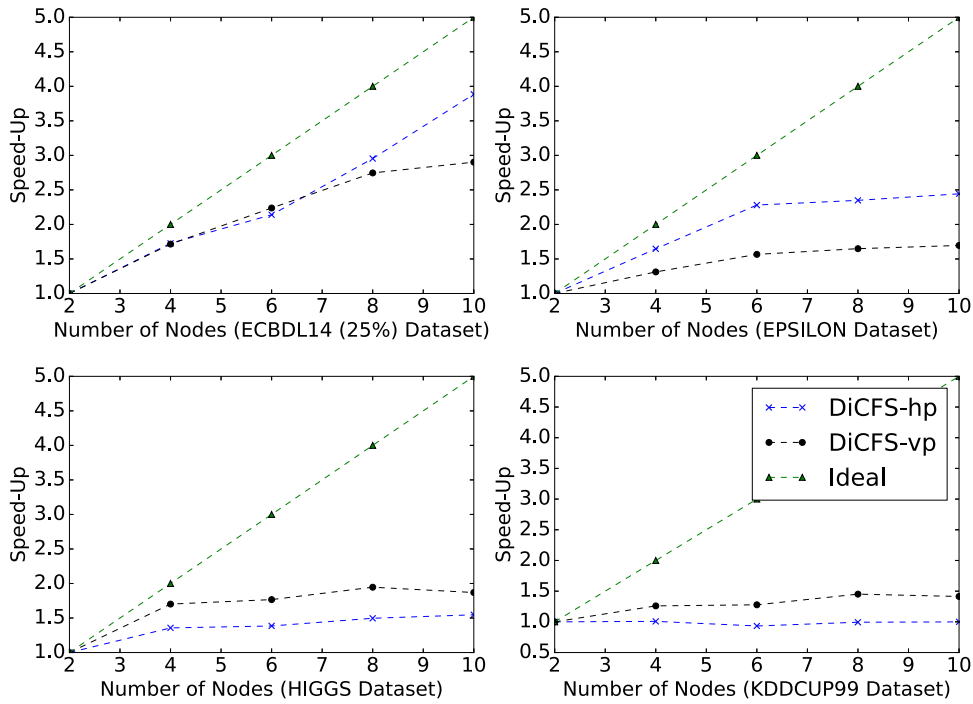 5.0
4.5
4.0
3.5
3.0
2.5
2.0
1.5
1.0
Speed-Up
2 3 4 5 6 7 8 9 10
Number of Nodes (ECBDL14 (25%) Dataset)
5.0
4.5
4.0
3.5
3.0
2.5
2.0
1.5
1.0
Speed-Up
2 3 4 5 6 7 8 9 10
Number of Nodes (EPSILON Dataset)
5.0
4.5
4.0
3.5
3.0
2.5
2.0
1.5
1.0
Speed-Up
2 3 4 5 6 7 8 9 10
Number of Nodes (HIGGS Dataset)
5.0
4.5
4.0
3.5
3.0
2.5
2.0
1.5
1.0
0.5
Speed-Up
DiCFS-hp
DiCFS-vp
Ideal
2 3 4 5 6 7 8 9 10
Number of Nodes (KDDCUP99 Dataset)